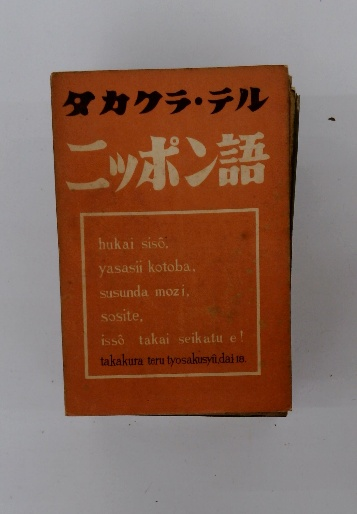 タカクラ・テル
ニッポン語
hukai sisô,
yasasii kotoba,
susunda mozi,
sosite,
issô takai seikatu e!
takakura teru tyosakusyû.dai 18.